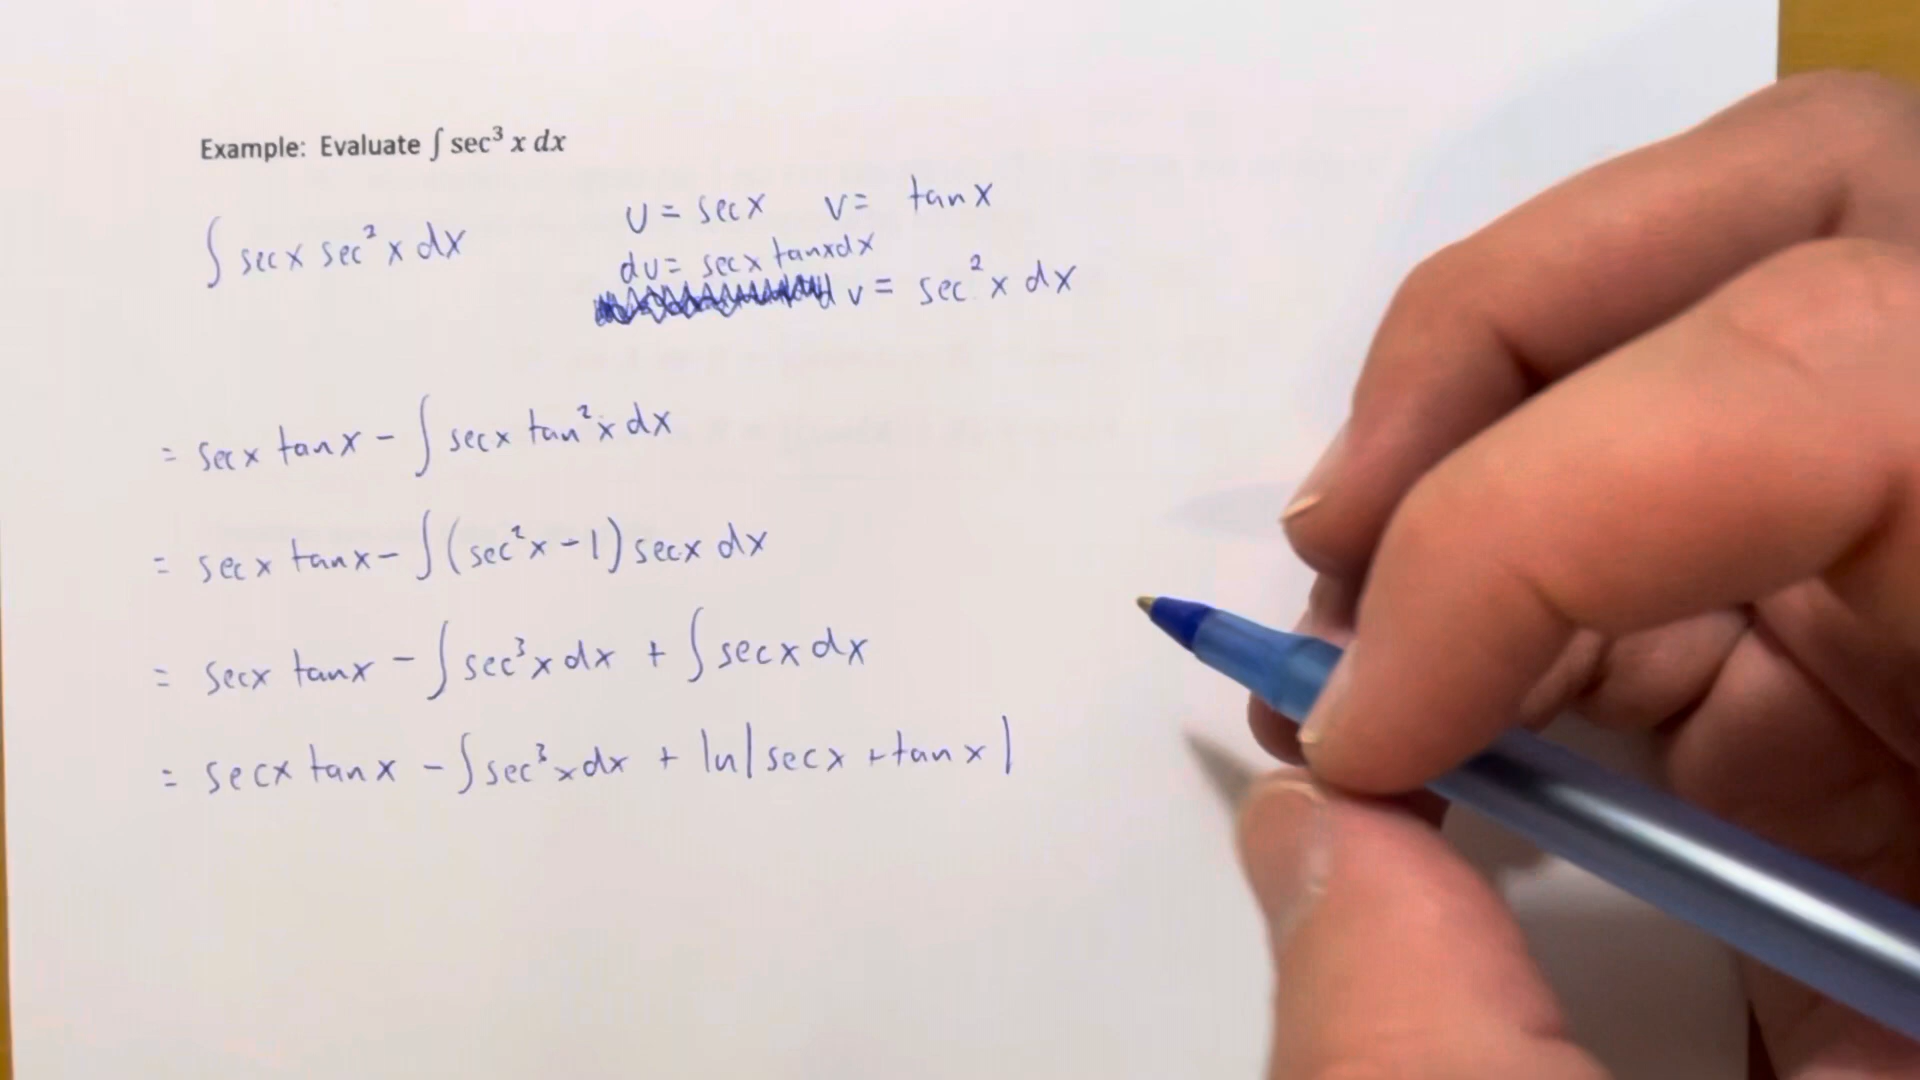 Example: Evaluate ∫ sec³ x dx
∫ sec x sec² x dx
u = sec x v = tan x
du = sec x tan x dx
dv = sec² x dx
= sec x tan x - ∫ sec x tan² x dx
= sec x tan x - ∫ (sec² x - 1) sec x dx
= sec x tan x - ∫ sec³ x dx + ∫ sec x dx
= sec x tan x - ∫ sec³ x dx + ln |sec x + tan x|